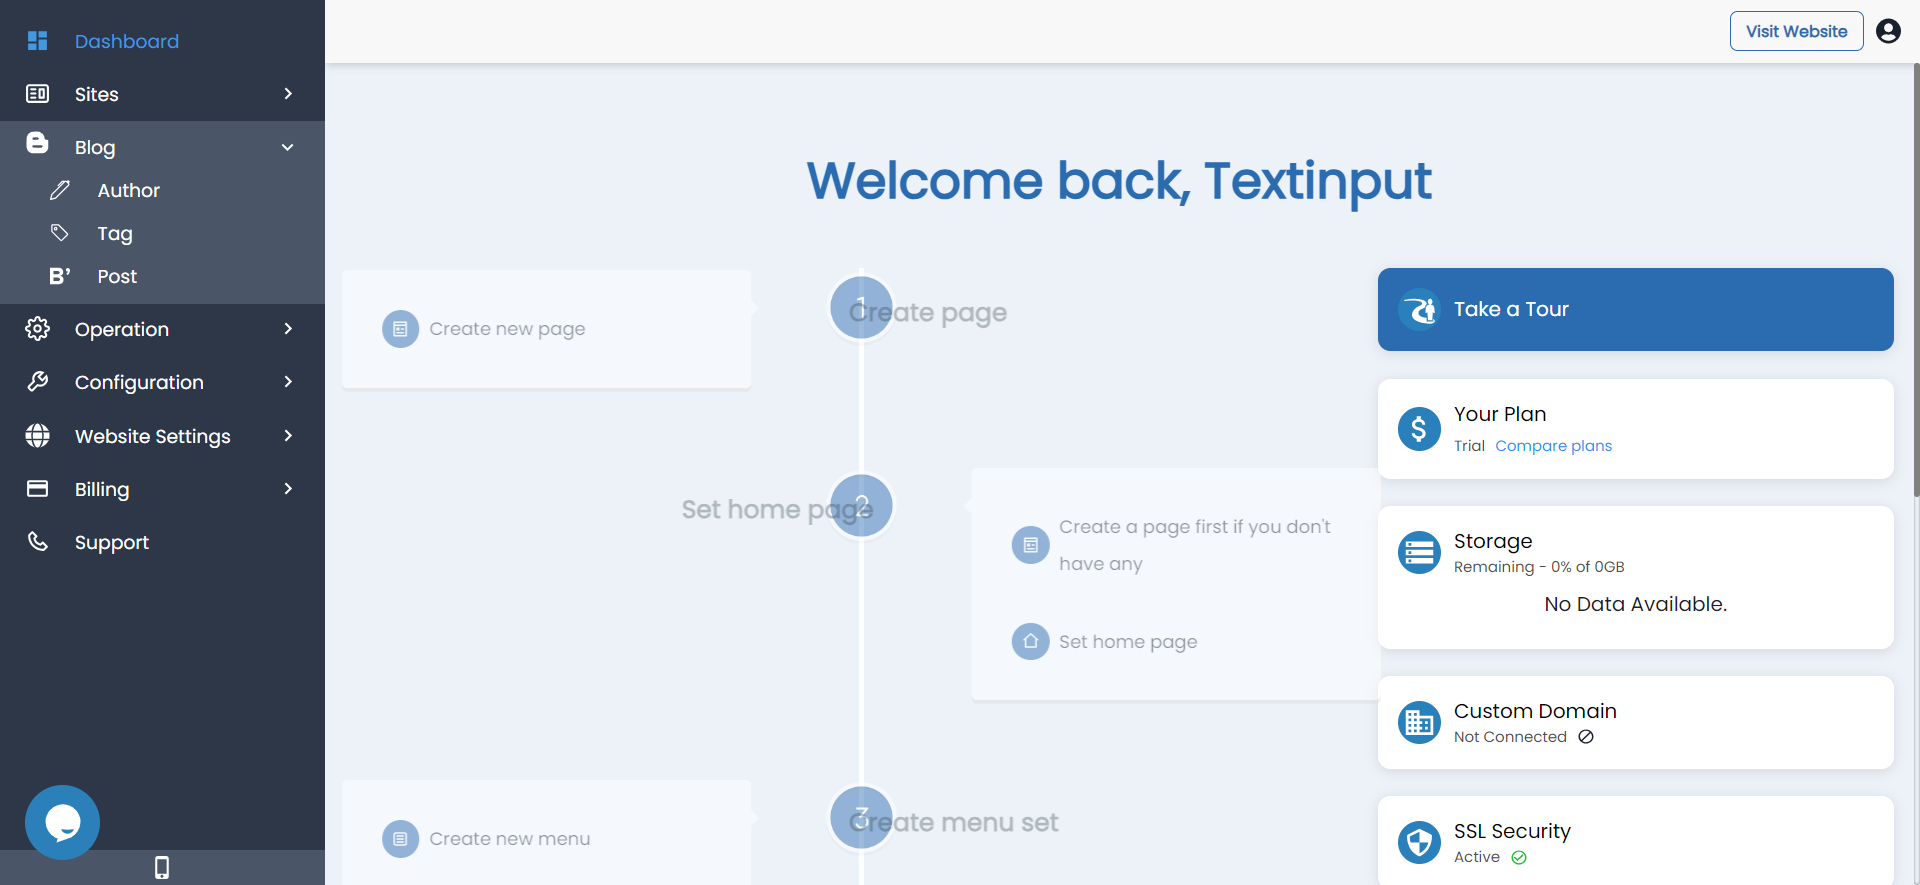 Dashboard
Sites
Blog
Author
Tag
Post
Operation
Configuration
Website Settings
Billing
Support
Visit Website
Welcome back, Textinput
Create new page
1
Create page
Set home page
2
Create a page first if you don't
have any
Set home page
Create new menu
3
Create menu set
Take a Tour
Your Plan
Trial Compare plans
Storage
Remaining - 0% of 0GB
No Data Available.
Custom Domain
Not Connected
SSL Security
Active